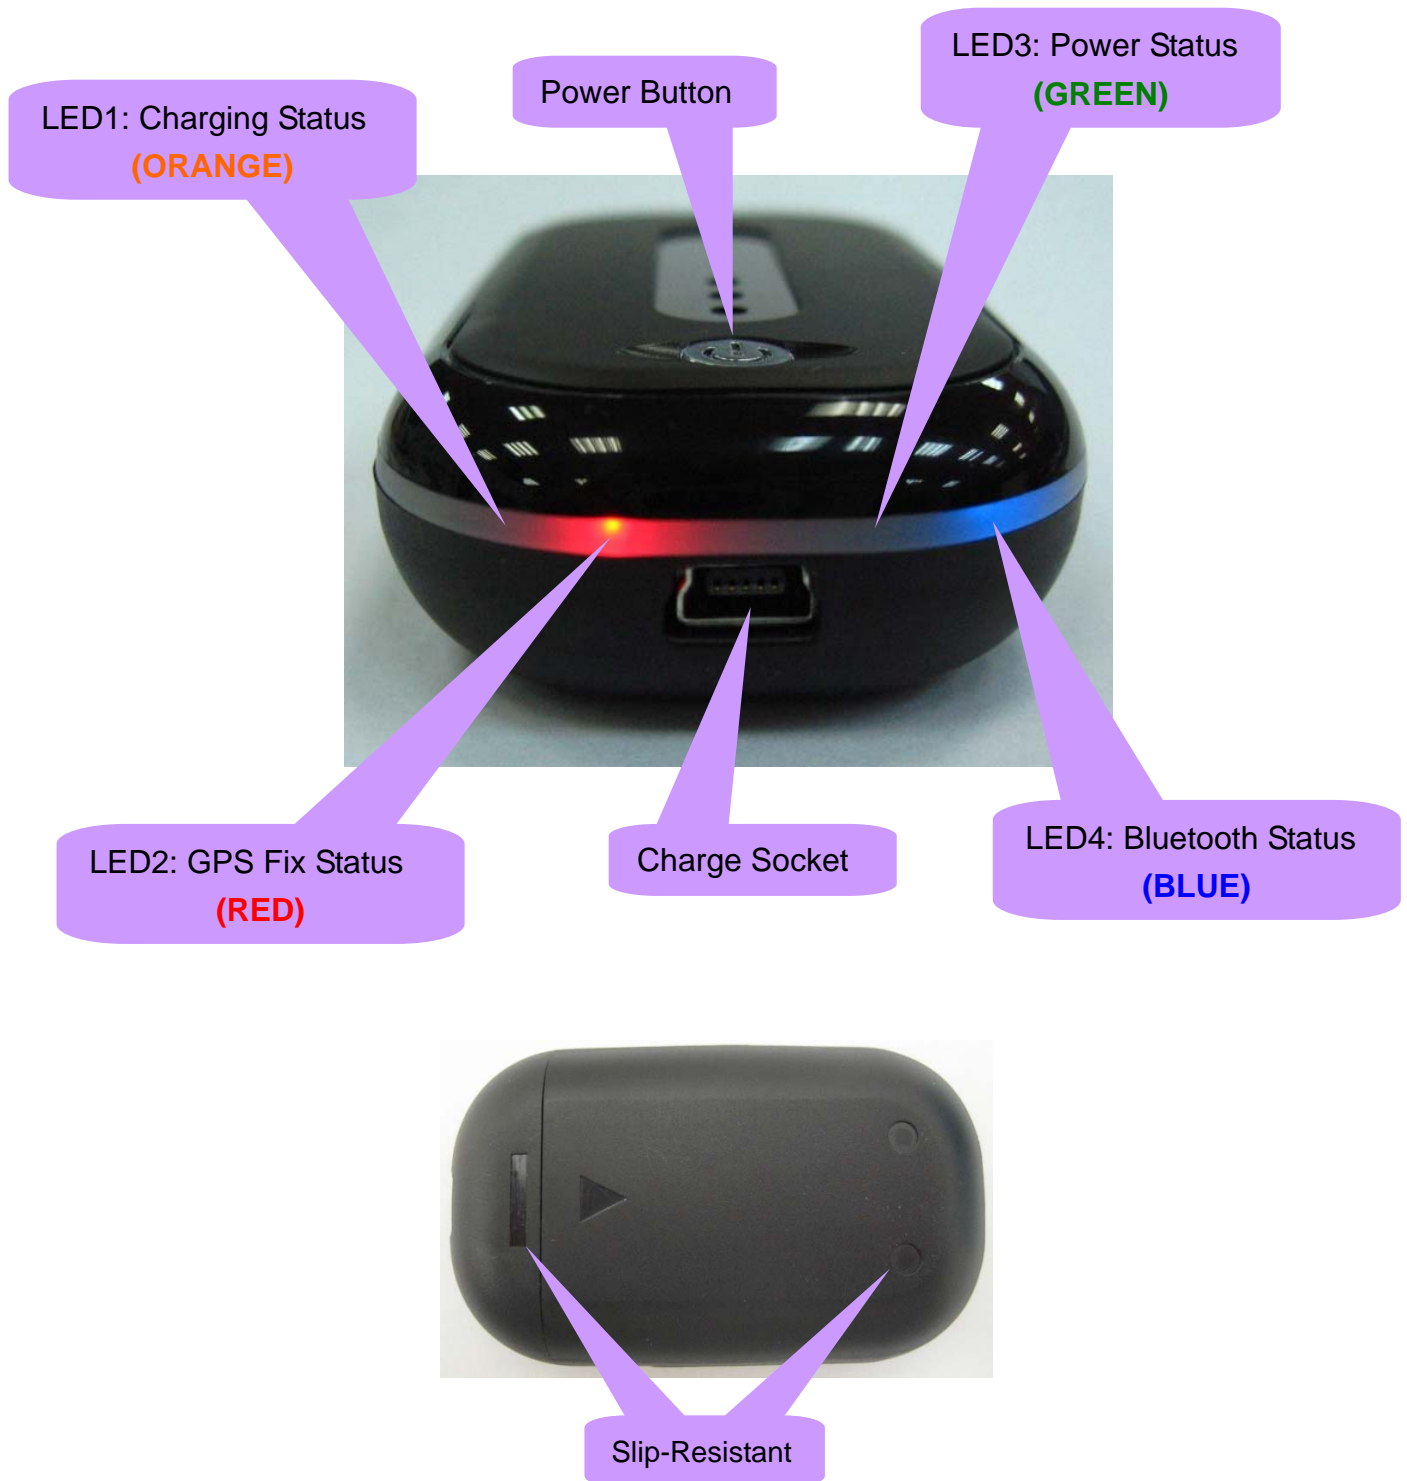 LED3: Power Status
(GREEN)
Power Button
LED1: Charging Status
(ORANGE)
LED2: GPS Fix Status
(RED)
Charge Socket
LED4: Bluetooth Status
(BLUE)
Slip-Resistant